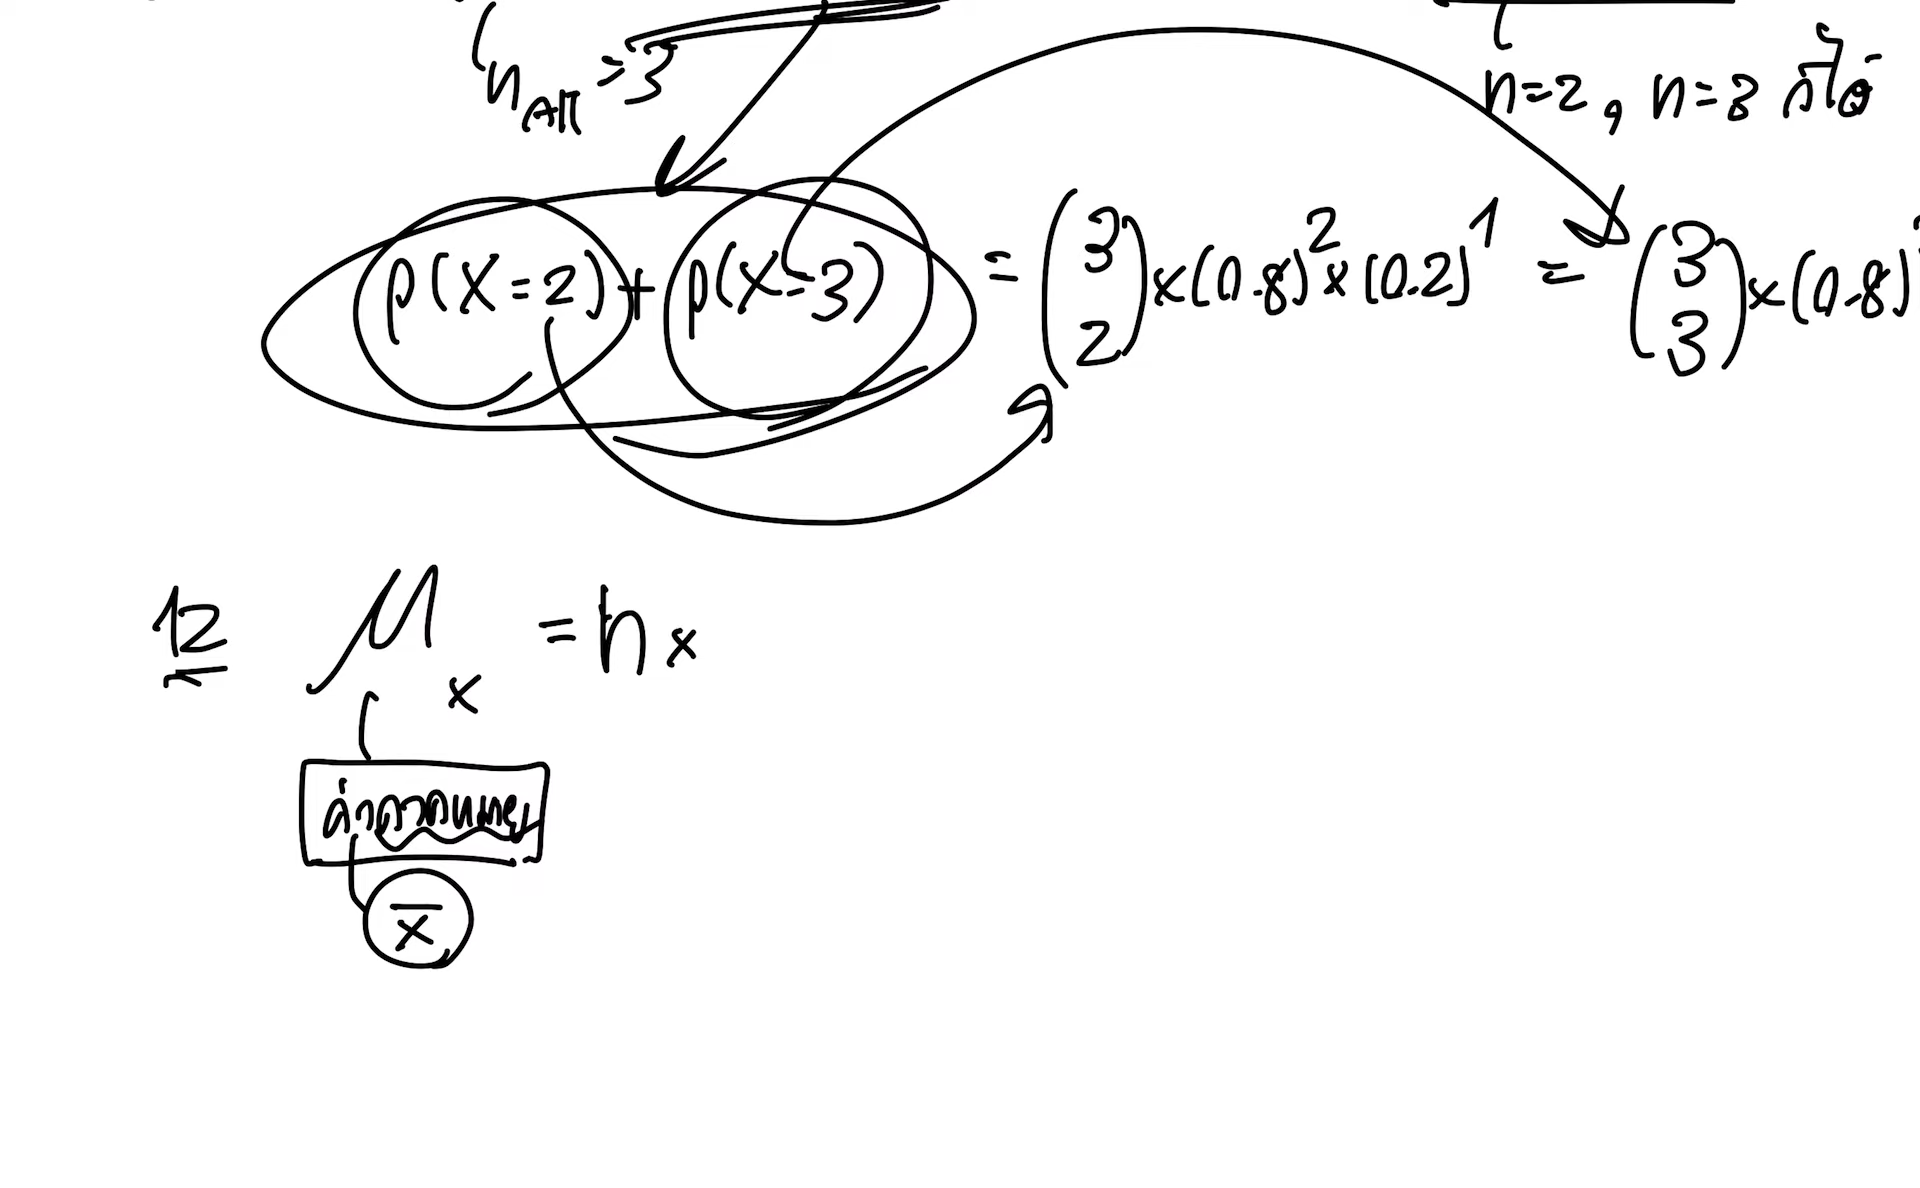 n_All = 3
n=2, n=3 ก็ได้
p(X=2) + p(X=3) = (3 2) x (0.8)² x (0.2)¹ = (3 3) x (0.8)
12 μ_x = n x
ค่าคาดหมาย
x̄